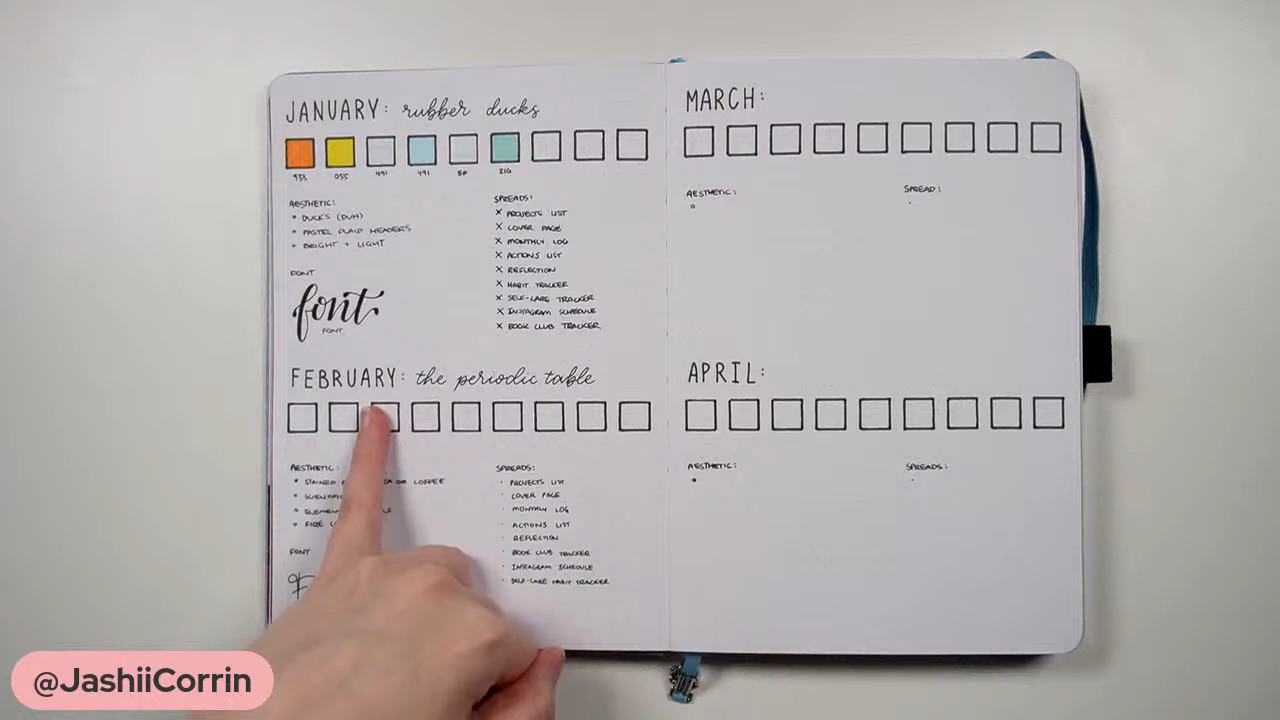 JANUARY: rubber ducks
933 055 491 491 SP 210
AESTHETIC:
DUCKS (DUH)
PASTEL PLAID HEADERS
BRIGHT + LIGHT
FONT
font
FONT
SPREADS:
X PROJECTS LIST
X COVER PAGE
X MONTHLY LOG
X ACTIONS LIST
X REFLECTION
X HABIT TRACKER
X SELF-CARE TRACKER
X INSTAGRAM SCHEDULE
X BOOK CLUB TRACKER
FEBRUARY: the periodic table
AESTHETIC:
STAINED OR COFFEE
FONT
SPREADS:
PROJECTS LIST
COVER PAGE
MONTHLY LOG
ACTIONS LIST
REFLECTION
BOOK CLUB TRACKER
INSTAGRAM SCHEDULE
SELF-CARE HABIT TRACKER
MARCH:
AESTHETIC:
SPREAD:
APRIL:
AESTHETIC:
SPREADS:
@JashiiCorrin